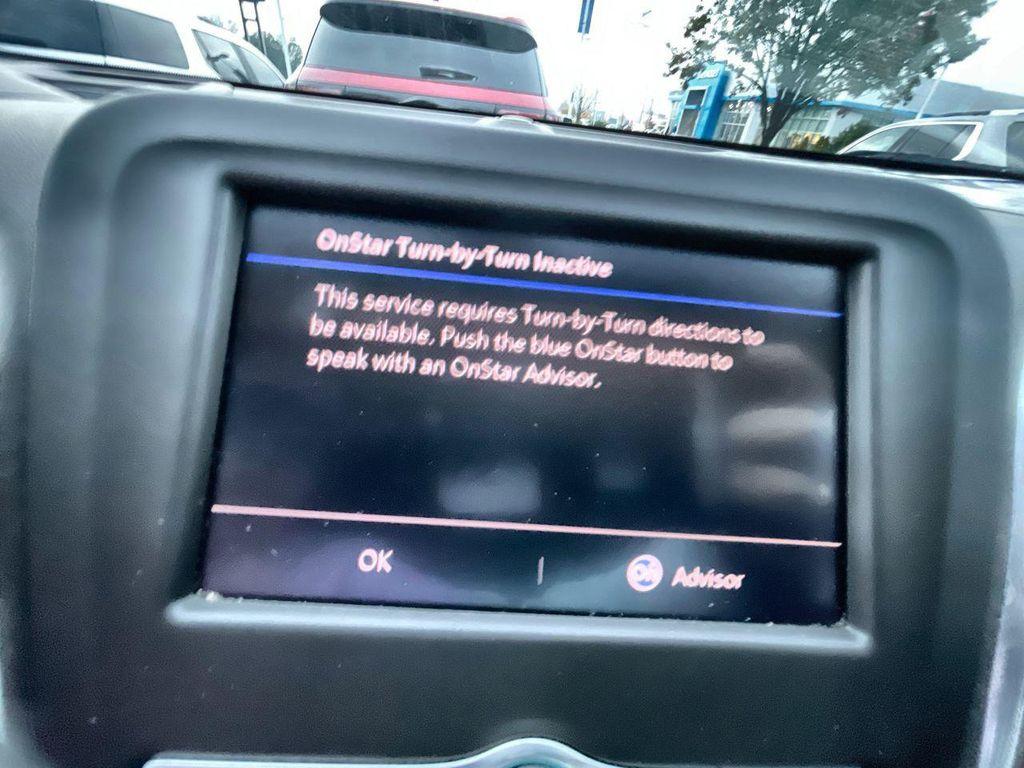 OnStar Turn-by-Turn Inactive
This service requires Turn-by-Turn directions to
be available. Push the blue OnStar button to
speak with an OnStar Advisor.
OK | On Advisor